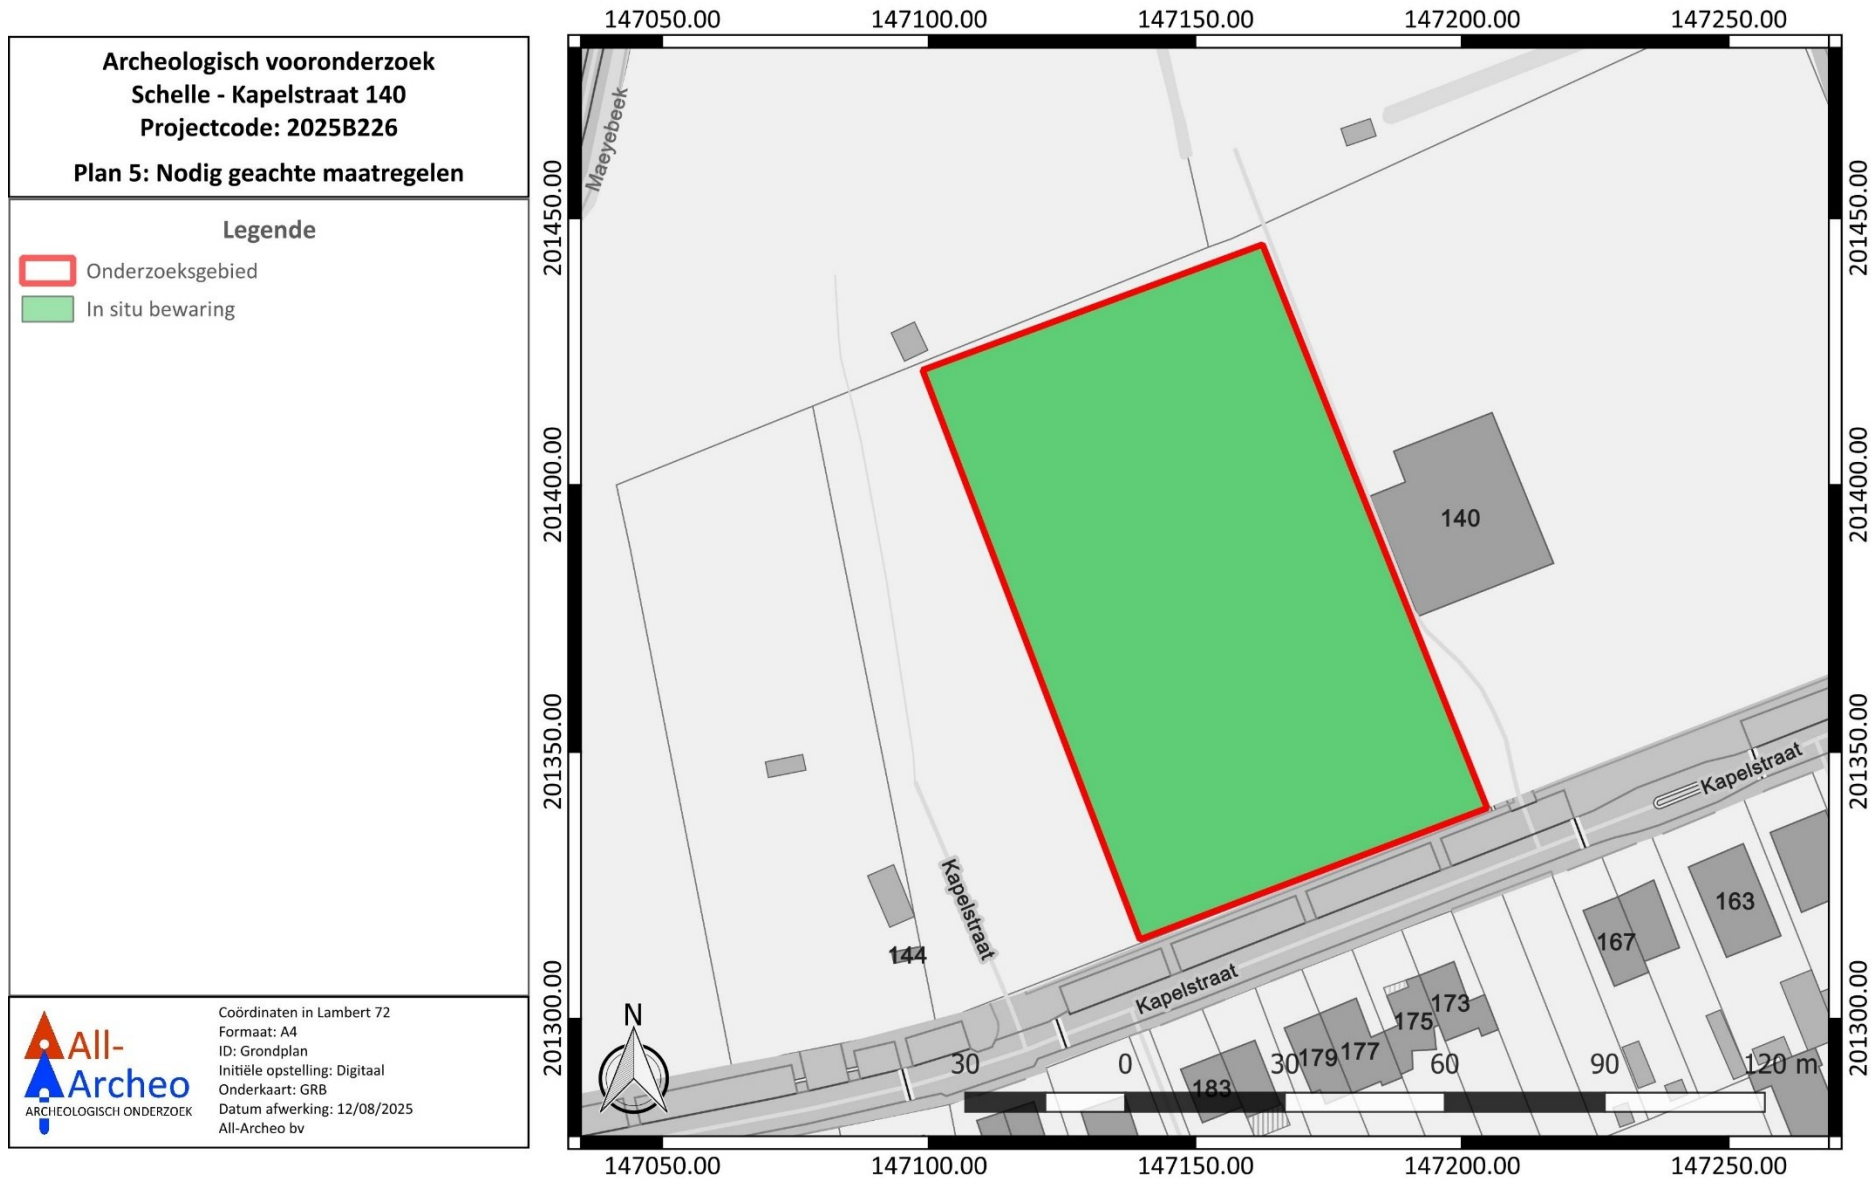 Archeologisch vooronderzoek
Schelle - Kapelstraat 140
Projectcode: 2025B226
Plan 5: Nodig geachte maatregelen
Legende
Onderzoeksgebied
In situ bewaring
All-
Archeo
ARCHEOLOGISCH ONDERZOEK
Coördinaten in Lambert 72
Formaat: A4
ID: Grondplan
Initiële opstelling: Digitaal
Onderkaart: GRB
Datum afwerking: 12/08/2025
All-Archeo bv
147050.00 147100.00 147150.00 147200.00 147250.00
201450.00
201400.00
201350.00
201300.00
Maeyebeek
140
Kapelstraat
Kapelstraat
Kapelstraat
144
163
167
173
175
177
179
183
N
30 0 30 60 90 120 m
201450.00
201400.00
201350.00
201300.00
147050.00 147100.00 147150.00 147200.00 147250.00